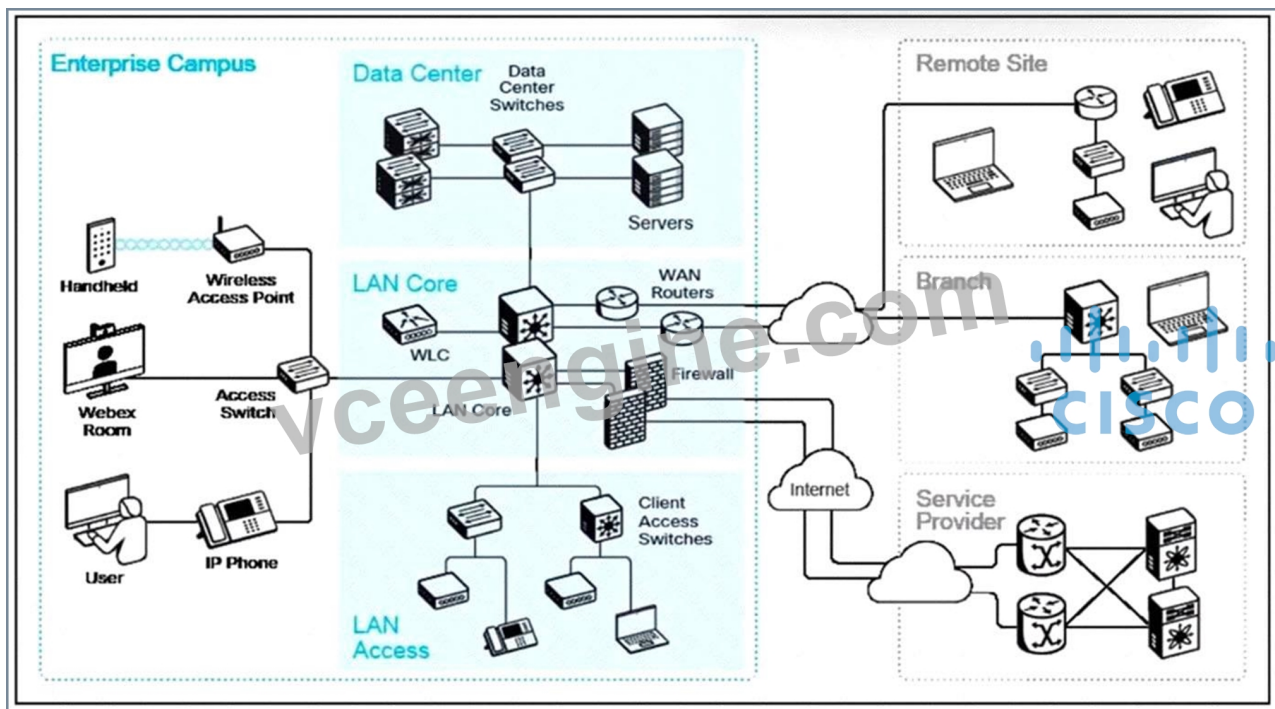 Enterprise Campus
Data Center
Data
Center
Switches
Servers
Handheld
Wireless
Access Point
Webex
Room
Access
Switch
User
IP Phone
LAN Core
WLC
LAN Core
WAN
Routers
Firewall
Client
Access
Switches
LAN
Access
Internet
Remote Site
Branch
Service
Provider
vceengine.com
CISCO